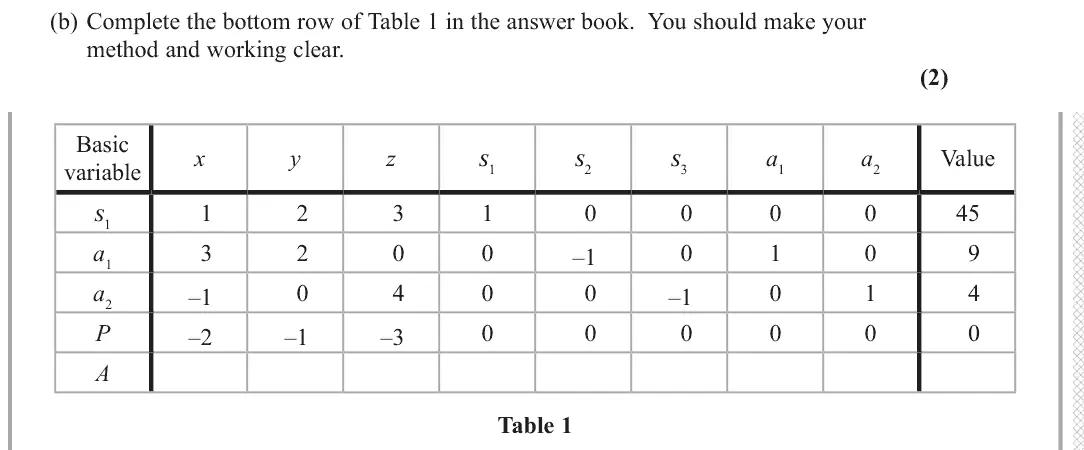 (b) Complete the bottom row of Table 1 in the answer book. You should make your
method and working clear.
(2)
Basic variable x y z s₁ s₂ s₃ a₁ a₂ Value
s₁ 1 2 3 1 0 0 0 0 45
a₁ 3 2 0 0 –1 0 1 0 9
a₂ –1 0 4 0 0 –1 0 1 4
P –2 –1 –3 0 0 0 0 0 0
A
Table 1